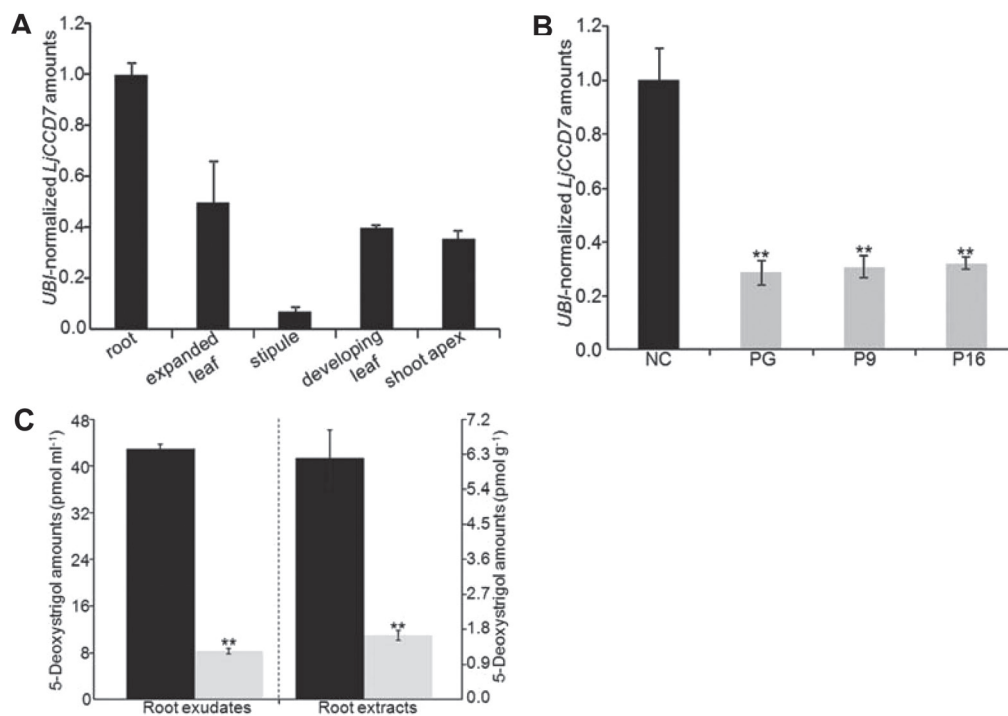 A
UBI-normalized LjCCD7 amounts
1.2
1.0
0.8
0.6
0.4
0.2
0.0
root
expanded leaf
stipule
developing leaf
shoot apex
B
UBI-normalized LjCCD7 amounts
1.2
1.0
0.8
0.6
0.4
0.2
0.0
**
**
**
NC
PG
P9
P16
C
5-Deoxystrigol amounts (pmol ml⁻¹)
48
40
32
24
16
8
0
**
**
Root exudates
Root extracts
7.2
6.3
5.4
4.5
3.6
2.7
1.8
0.9
0.0
5-Deoxystrigol amounts (pmol g⁻¹)